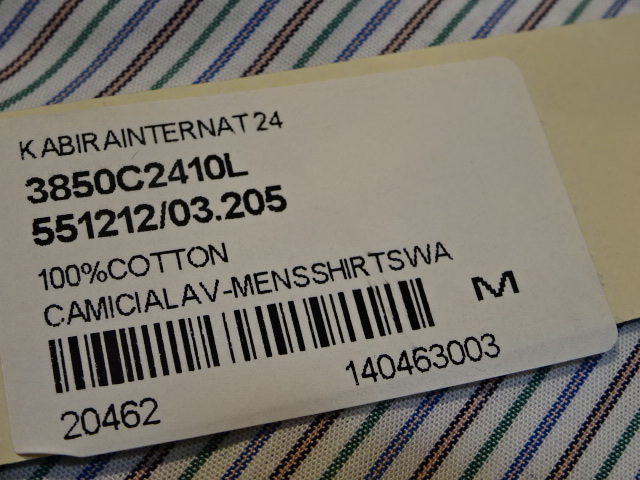 KABIRAINTERNAT24
3850C2410L
551212/03.205
100%COTTON
CAMICIALAV-MENSSHIRTSWA
M
20462 140463003